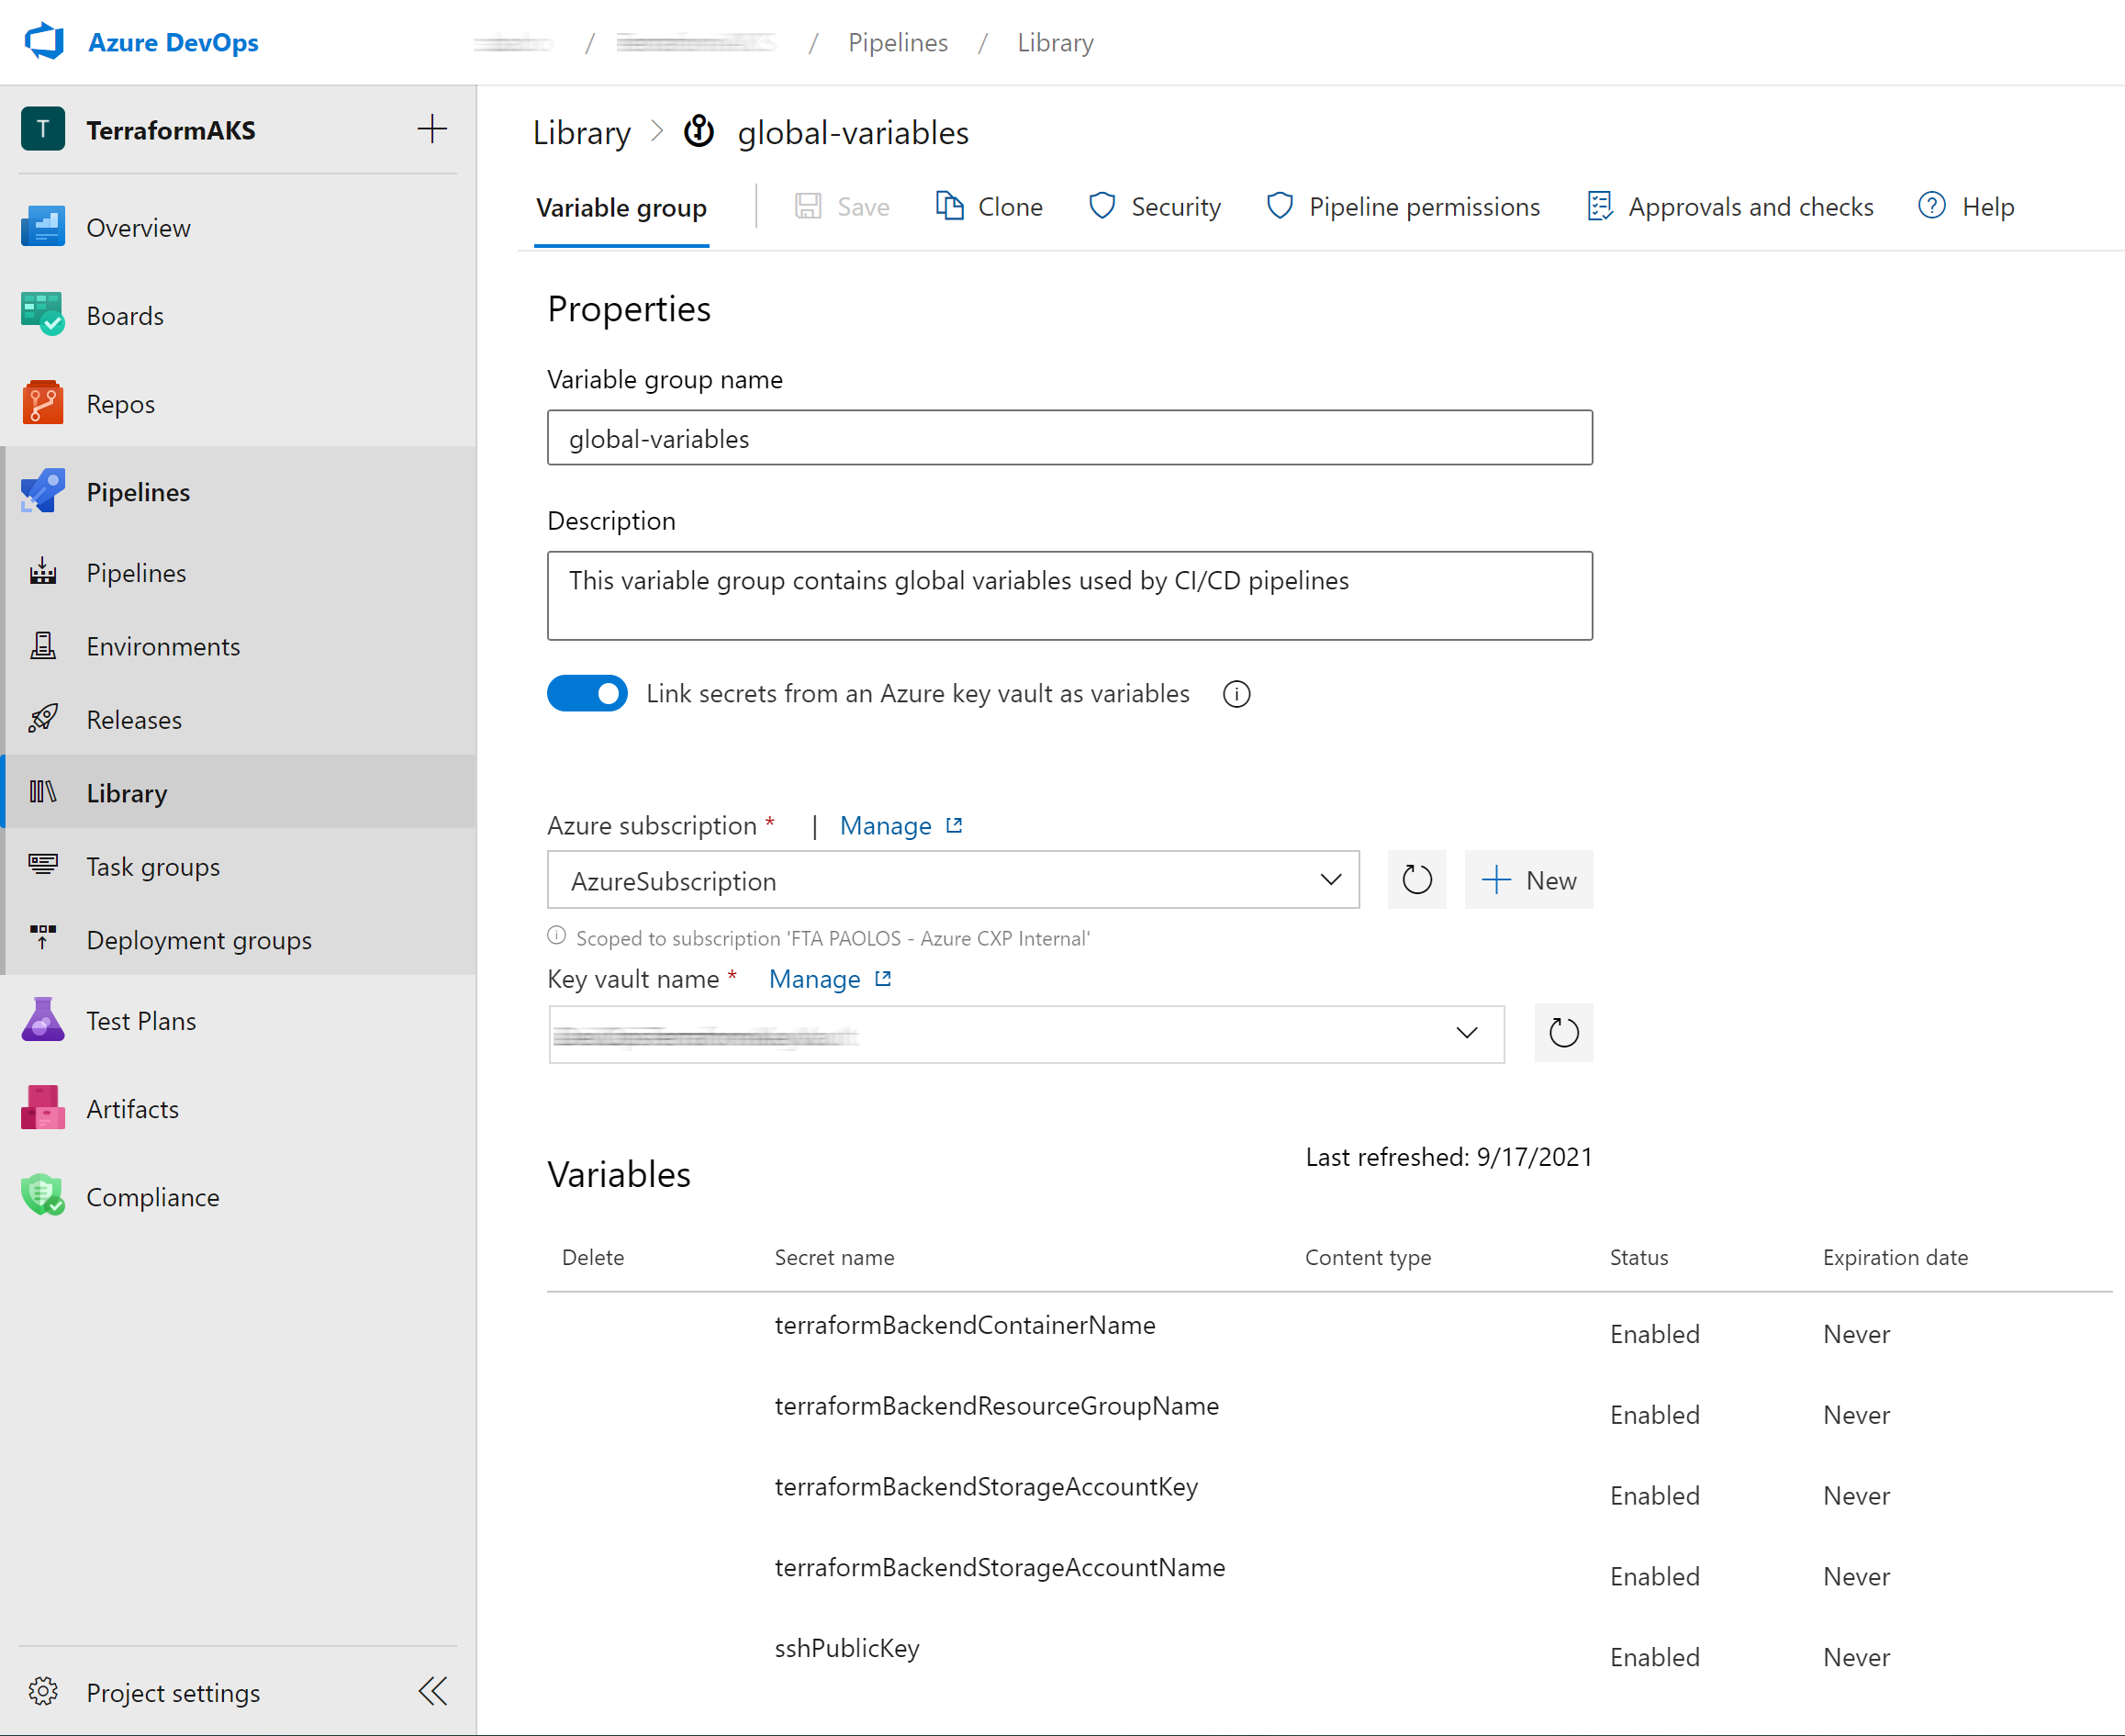 Azure DevOps / / Pipelines / Library
T TerraformAKS
Overview
Boards
Repos
Pipelines
Pipelines
Environments
Releases
Library
Task groups
Deployment groups
Test Plans
Artifacts
Compliance
Project settings
Library > global-variables
Variable group | Save Clone Security Pipeline permissions Approvals and checks Help
Properties
Variable group name
global-variables
Description
This variable group contains global variables used by CI/CD pipelines
Link secrets from an Azure key vault as variables
Azure subscription * | Manage
AzureSubscription
New
Scoped to subscription 'FTA PAOLOS - Azure CXP Internal'
Key vault name * Manage
Last refreshed: 9/17/2021
Variables
Delete Secret name Content type Status Expiration date
terraformBackendContainerName Enabled Never
terraformBackendResourceGroupName Enabled Never
terraformBackendStorageAccountKey Enabled Never
terraformBackendStorageAccountName Enabled Never
sshPublicKey Enabled Never